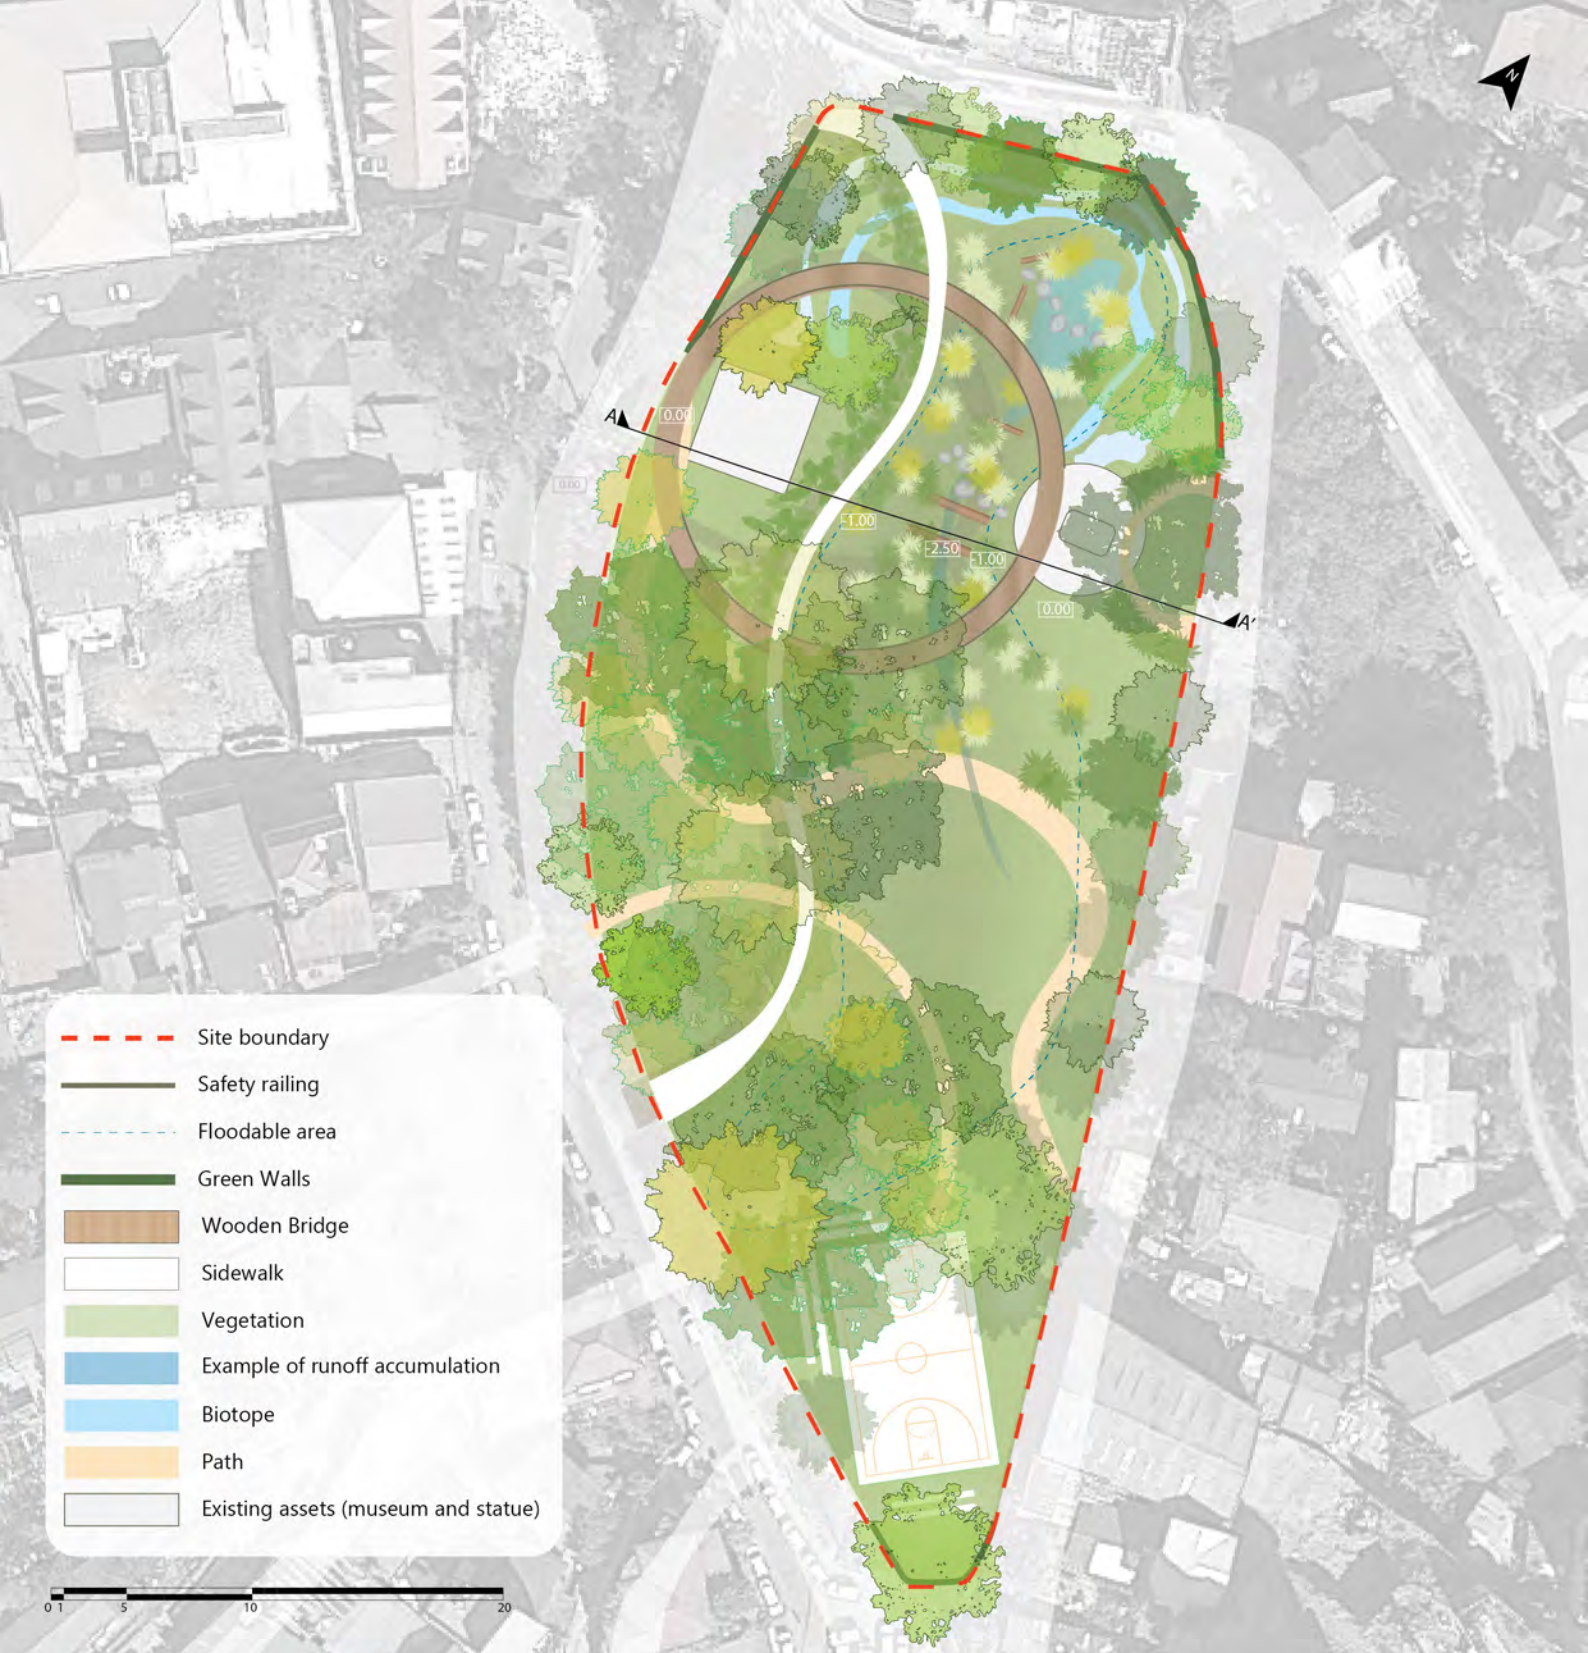 N
A
0.00
0.00
-1.00
-2.50
-1.00
0.00
A'
Site boundary
Safety railing
Floodable area
Green Walls
Wooden Bridge
Sidewalk
Vegetation
Example of runoff accumulation
Biotope
Path
Existing assets (museum and statue)
0 1 5 10 20